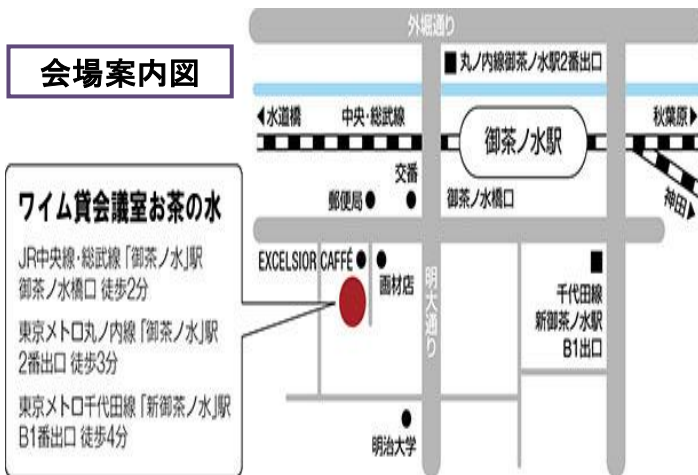 会場案内図
外堀通り
丸ノ内線御茶ノ水駅2番出口
水道橋
中央・総武線
御茶ノ水駅
秋葉原
神田
交番
郵便局
御茶ノ水橋口
EXCELSIOR CAFFÉ
画材店
明大通り
千代田線
新御茶ノ水駅
B1出口
明治大学
ワイム貸会議室お茶の水
JR中央線・総武線「御茶ノ水」駅
御茶ノ水橋口 徒歩2分
東京メトロ丸ノ内線「御茶ノ水」駅
2番出口 徒歩3分
東京メトロ千代田線「新御茶ノ水」駅
B1番出口 徒歩4分